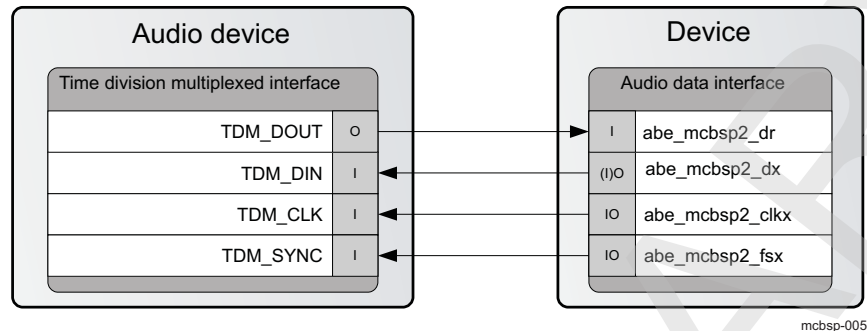 Audio device
Device
Time division multiplexed interface
Audio data interface
TDM_DOUT O I abe_mcbsp2_dr
TDM_DIN I (I)O abe_mcbsp2_dx
TDM_CLK I IO abe_mcbsp2_clkx
TDM_SYNC I IO abe_mcbsp2_fsx
mcbsp-005